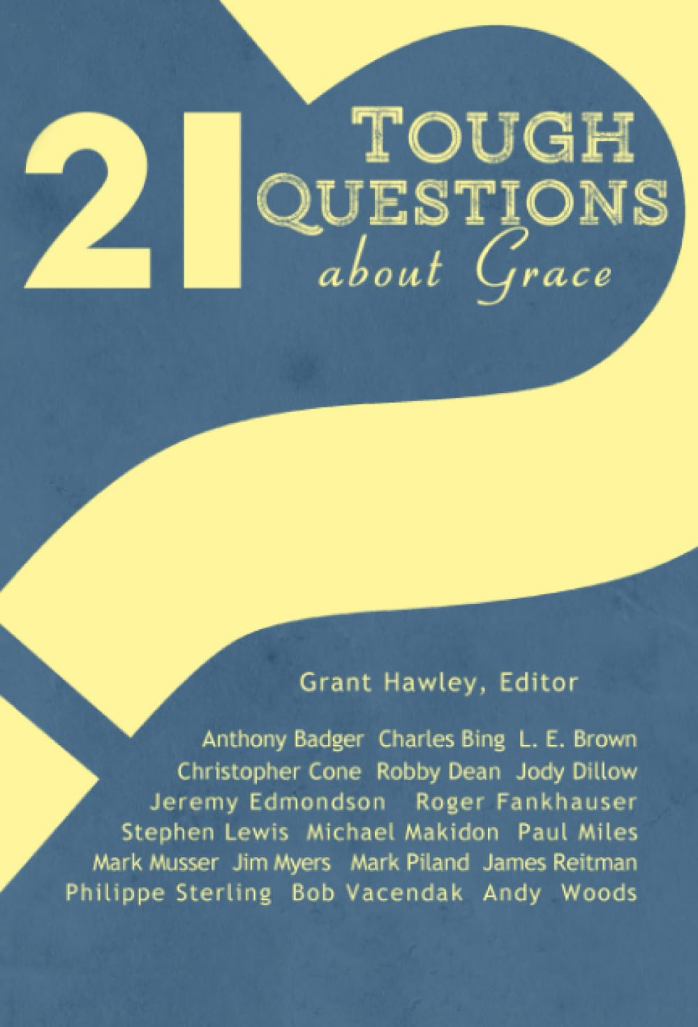 21 TOUGH
QUESTIONS
about Grace
Grant Hawley, Editor
Anthony Badger Charles Bing L. E. Brown
Christopher Cone Robby Dean Jody Dillow
Jeremy Edmondson Roger Fankhauser
Stephen Lewis Michael Makidon Paul Miles
Mark Musser Jim Myers Mark Piland James Reitman
Philippe Sterling Bob Vacendak Andy Woods